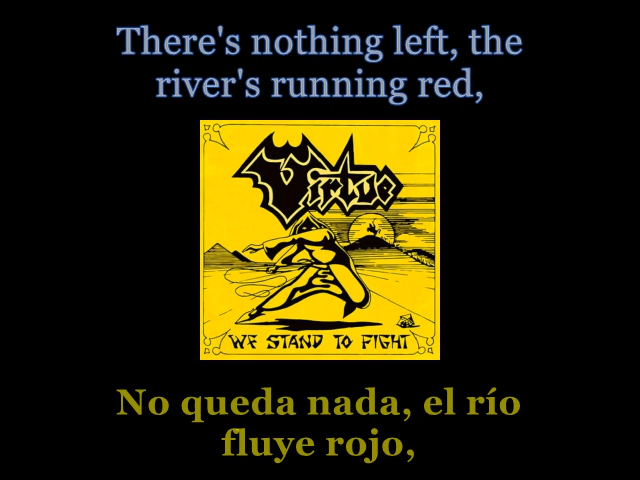 There's nothing left, the
river's running red,
Virtue
WE STAND TO FIGHT
No queda nada, el río
fluye rojo,